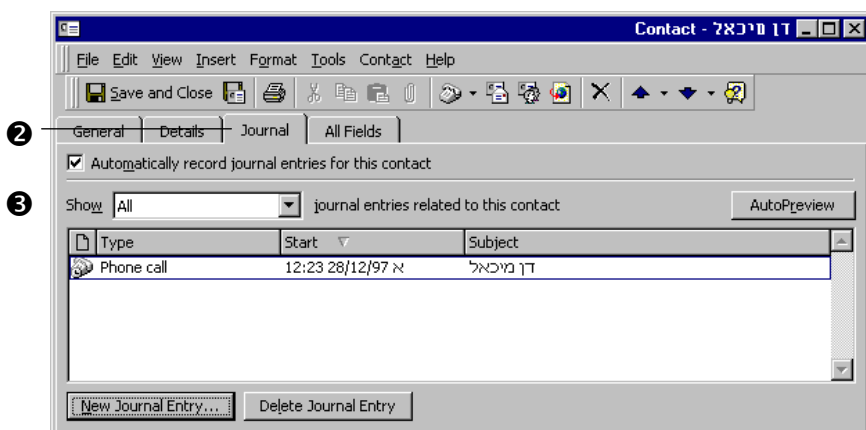 דן מיכאל - Contact
File Edit View Insert Format Tools Contact Help
Save and Close
❷ General Details Journal All Fields
Automatically record journal entries for this contact
❸ Show All journal entries related to this contact AutoPreview
Type Start Subject
Phone call א 28/12/97 12:23 דן מיכאל
New Journal Entry... Delete Journal Entry